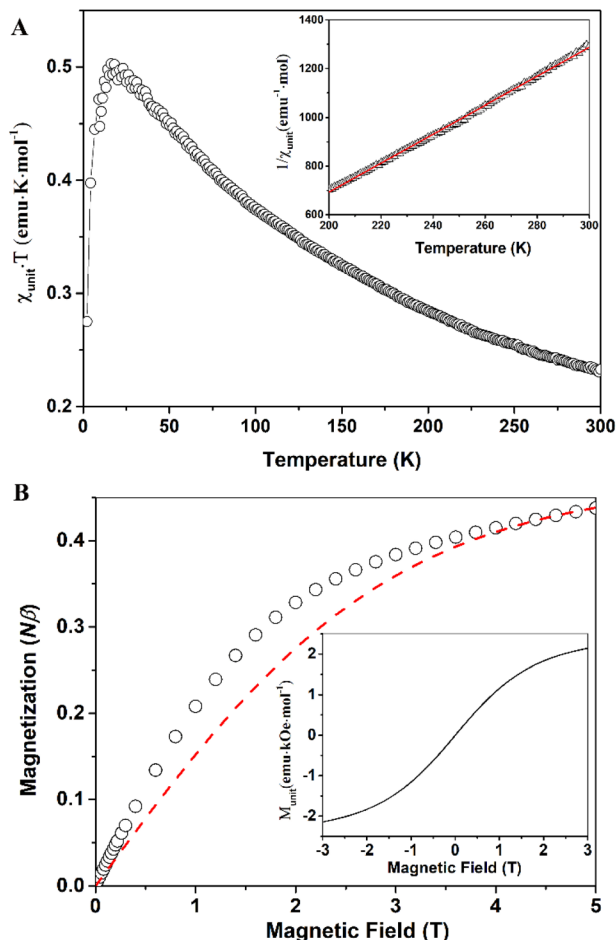 A
χunit·T (emu·K·mol⁻¹)
0.5
0.4
0.3
0.2
0 50 100 150 200 250 300
Temperature (K)
1/χunit(emu⁻¹·mol)
1400
1200
1000
800
600
200 220 240 260 280 300
Temperature (K)
B
Magnetization (Nβ)
0.4
0.3
0.2
0.1
0.0
0 1 2 3 4 5
Magnetic Field (T)
Munit(emu·kOe·mol⁻¹)
2
1
0
-1
-2
-3 -2 -1 0 1 2 3
Magnetic Field (T)